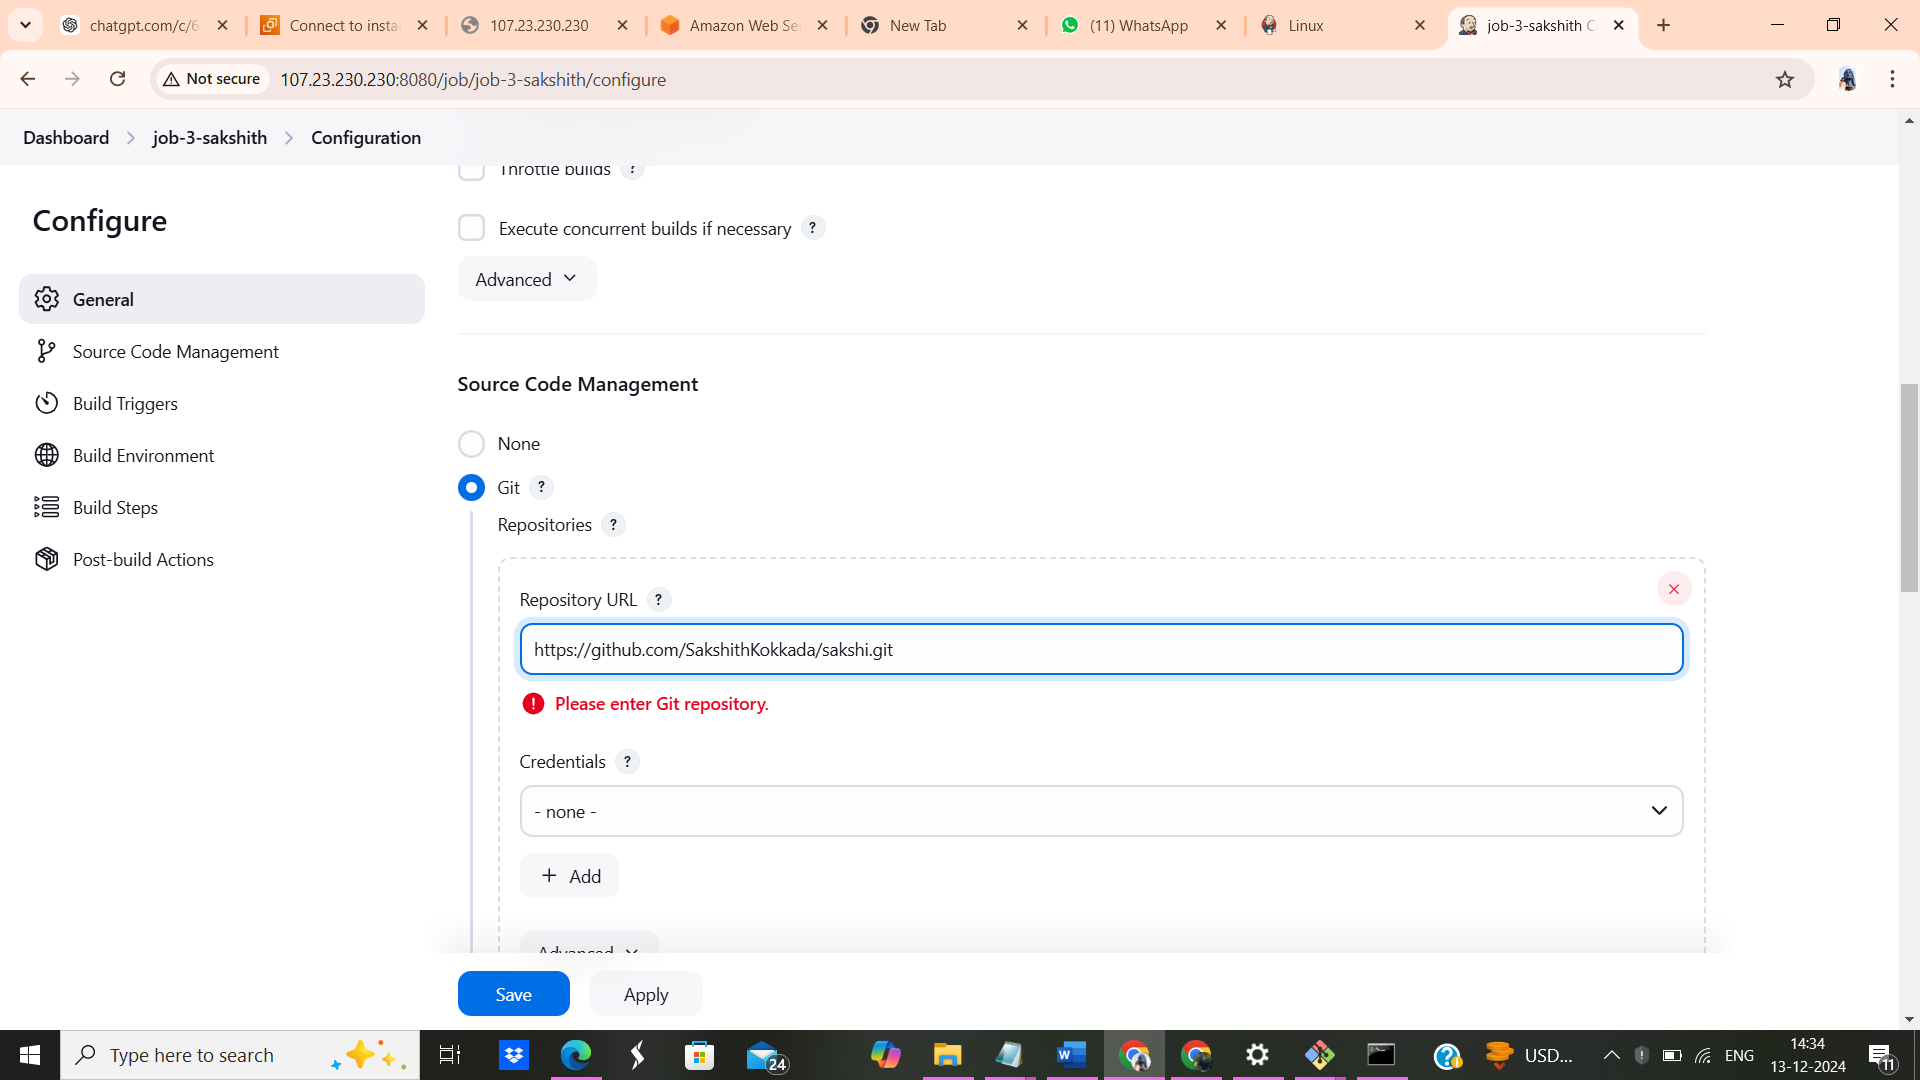 chatgpt.com/c/6
Connect to insta
107.23.230.230
Amazon Web Se
New Tab
(11) WhatsApp
Linux
job-3-sakshith C
Not secure
107.23.230.230:8080/job/job-3-sakshith/configure
Dashboard
job-3-sakshith
Configuration
Configure
General
Source Code Management
Build Triggers
Build Environment
Build Steps
Post-build Actions
Throttle builds ?
Execute concurrent builds if necessary ?
Advanced
Source Code Management
None
Git ?
Repositories ?
Repository URL ?
https://github.com/SakshithKokkada/sakshi.git
Please enter Git repository.
Credentials ?
- none -
+ Add
Advanced
Save
Apply
Type here to search
24
USD...
ENG
14:34
13-12-2024
11